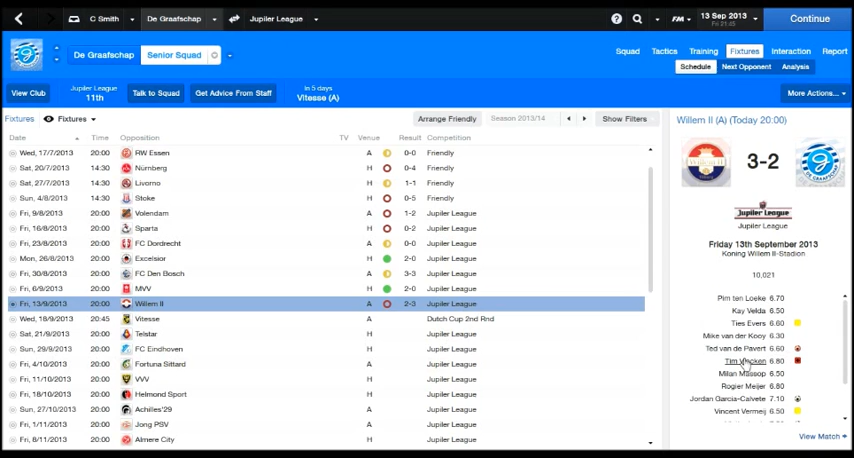 C Smith De Graafschap Jupiler League FM 13 Sep 2013 Continue
De Graafschap Senior Squad
Squad Tactics Training Fixtures Interaction Report
Schedule Next Opponent Analysis
View Club Jupiler League 11th Talk to Squad Get Advice From Staff In 5 days Vitesse (A) More Actions...
Fixtures Fixtures Arrange Friendly Season 2013/14 Show Filters
Date Time Opposition TV Venue Result Competition
Wed, 17/7/2013 20:00 RW Essen A 0-0 Friendly
Sat, 20/7/2013 14:30 Nürnberg H 0-4 Friendly
Sat, 27/7/2013 14:30 Livorno H 1-1 Friendly
Sun, 4/8/2013 14:30 Stoke H 0-5 Friendly
Fri, 9/8/2013 20:00 Volendam A 1-2 Jupiler League
Fri, 16/8/2013 20:00 Sparta H 0-2 Jupiler League
Fri, 23/8/2013 20:00 FC Dordrecht A 0-0 Jupiler League
Mon, 26/8/2013 20:00 Excelsior H 2-0 Jupiler League
Fri, 30/8/2013 20:00 FC Den Bosch A 3-3 Jupiler League
Fri, 6/9/2013 20:00 MVV H 2-0 Jupiler League
Fri, 13/9/2013 20:00 Willem II A 2-3 Jupiler League
Wed, 18/9/2013 20:45 Vitesse A Dutch Cup 2nd Rnd
Sat, 21/9/2013 20:00 Telstar H Jupiler League
Sun, 29/9/2013 20:00 FC Eindhoven H Jupiler League
Fri, 4/10/2013 20:00 Fortuna Sittard A Jupiler League
Fri, 11/10/2013 20:00 VVV H Jupiler League
Fri, 18/10/2013 20:00 Helmond Sport H Jupiler League
Sun, 27/10/2013 20:00 Achilles'29 A Jupiler League
Fri, 1/11/2013 20:00 Jong PSV A Jupiler League
Fri, 8/11/2013 20:00 Almere City H Jupiler League
Willem II (A) (Today 20:00)
3-2
Jupiler League
Jupiler League
Friday 13th September 2013
Koning Willem II-Stadion
10,021
Pim ten Loeke 6.70
Kay Velda 6.50
Ties Evers 6.60
Mike van der Kooy 6.30
Ted van de Pavert 6.60
Tim 6.80
Milan Massop 6.50
Rogier Meijer 6.80
Jordan Garcia-Calvete 7.10
Vincent Vermeij 6.50
View Match